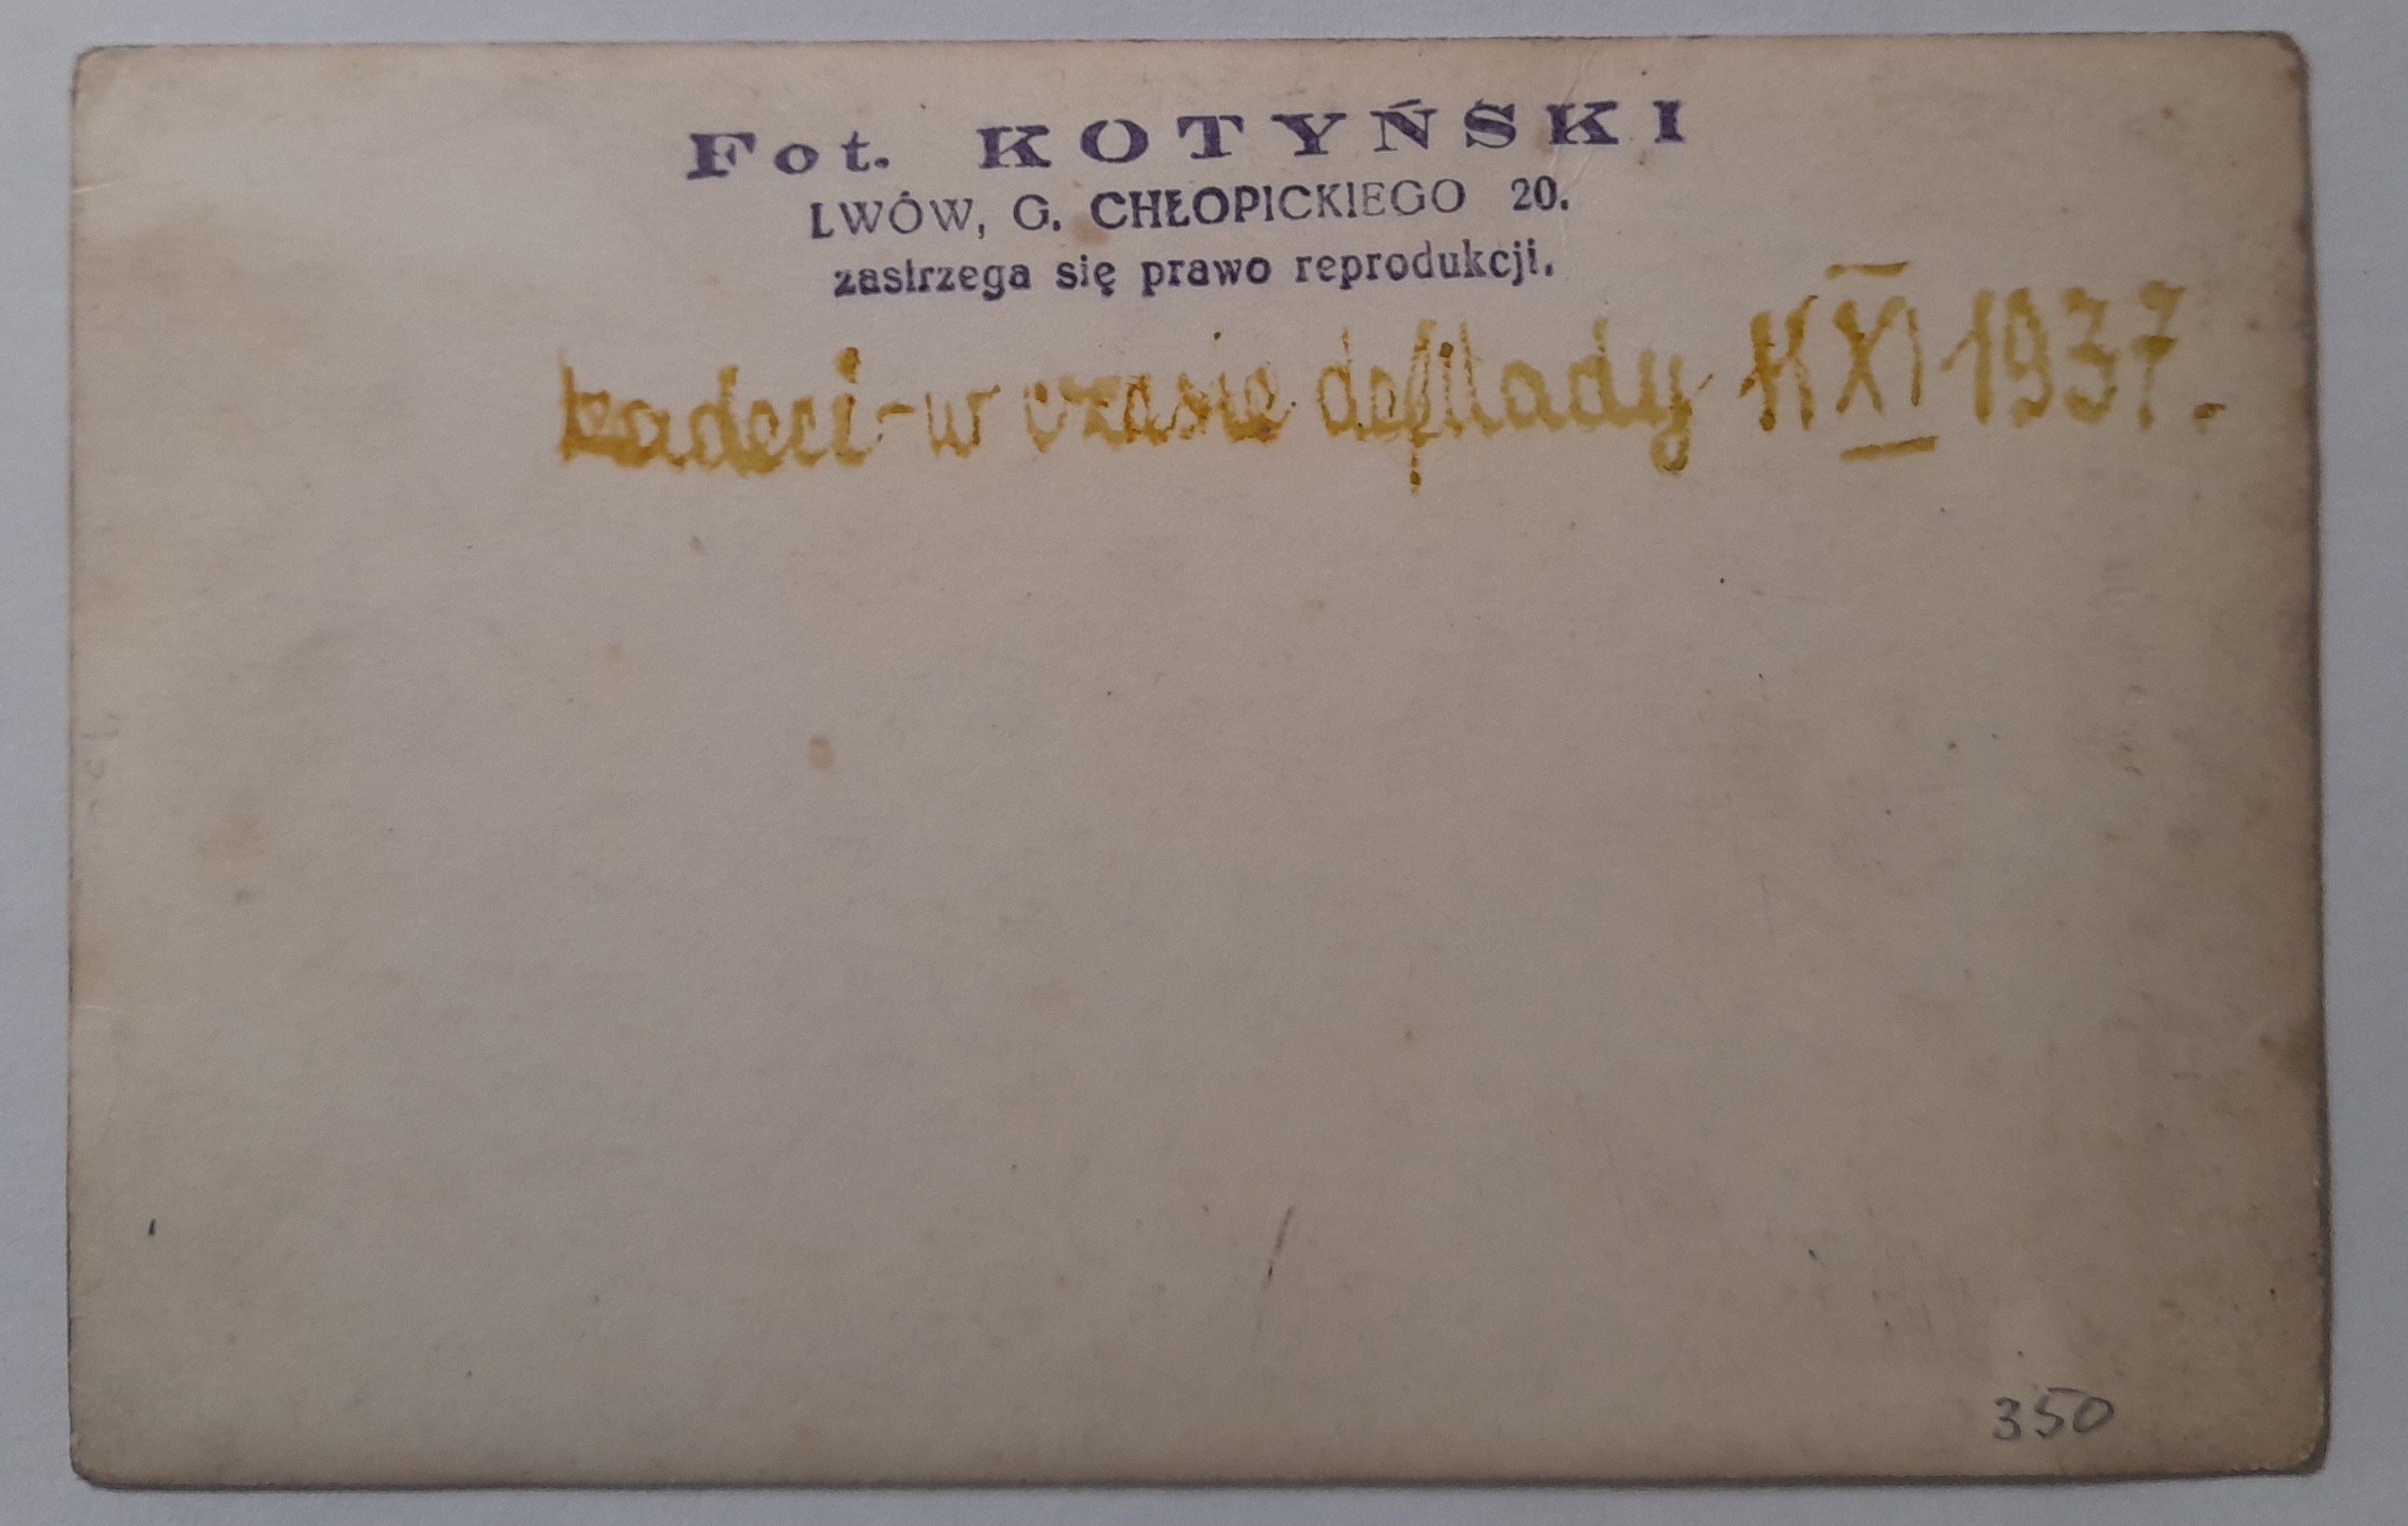 Fot. KOTYŃSKI
LWÓW, G. CHŁOPICKIEGO 20.
zastrzega się prawo reprodukcji.
kadeci - w czasie defilady 11 XI 1937.
350